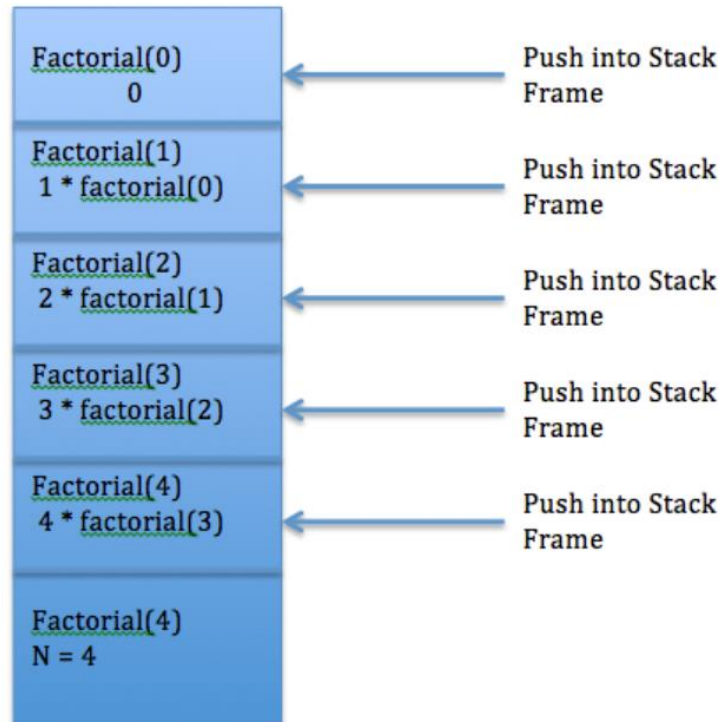 Factorial(0)
0
Push into Stack
Frame
Factorial(1)
1 * factorial(0)
Push into Stack
Frame
Factorial(2)
2 * factorial(1)
Push into Stack
Frame
Factorial(3)
3 * factorial(2)
Push into Stack
Frame
Factorial(4)
4 * factorial(3)
Push into Stack
Frame
Factorial(4)
N = 4